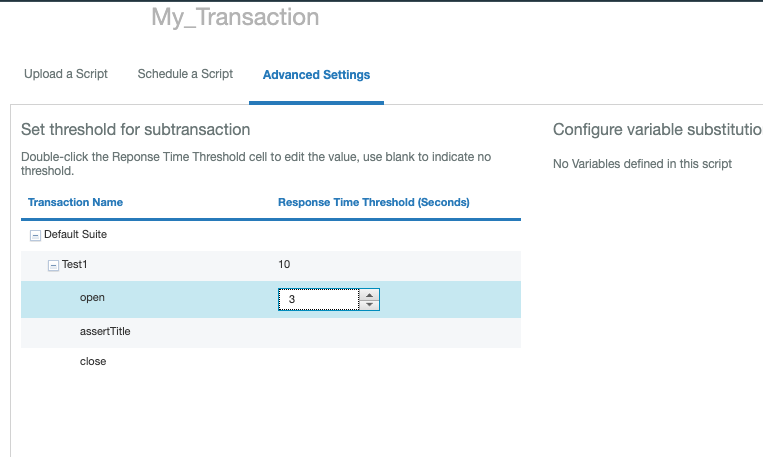 My_Transaction
Upload a Script Schedule a Script Advanced Settings
Set threshold for subtransaction
Double-click the Reponse Time Threshold cell to edit the value, use blank to indicate no
threshold.
Transaction Name Response Time Threshold (Seconds)
Default Suite
Test1 10
open 3
assertTitle
close
Configure variable substitutio
No Variables defined in this script